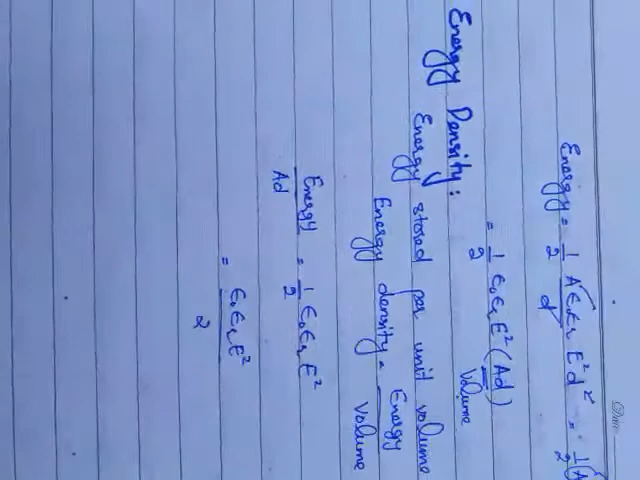 Energy = 1/2 Aε₀εᵣ/d E²d² = 1/2
= 1/2 ε₀εᵣE²(Ad)
Volume
Energy Density:
Energy stored per unit volume
Energy density = Energy/Volume
Energy/Ad = 1/2 ε₀εᵣE²
= ε₀εᵣE²/2